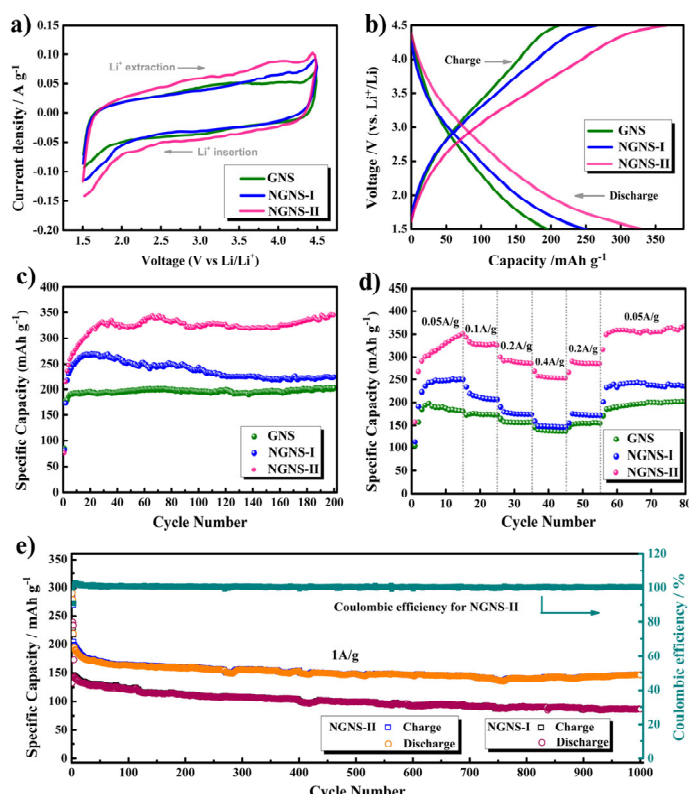 a)
Current density / A g-1
0.15
0.10
0.05
0.00
-0.05
-0.10
-0.15
-0.20
Li+ extraction
Li+ insertion
GNS
NGNS-I
NGNS-II
1.5 2.0 2.5 3.0 3.5 4.0 4.5
Voltage (V vs Li/Li+)
b)
Voltage /V (vs. Li+/Li)
4.5
4.0
3.5
3.0
2.5
2.0
1.5
Charge
GNS
NGNS-I
NGNS-II
Discharge
0 50 100 150 200 250 300 350
Capacity /mAh g-1
c)
Specific Capacity (mAh g-1)
400
350
300
250
200
150
100
50
0
GNS
NGNS-I
NGNS-II
0 20 40 60 80 100 120 140 160 180 200
Cycle Number
d)
Specific Capacity (mAh g-1)
450
400
350
300
250
200
150
100
50
0
0.05A/g
0.1A/g
0.2A/g
0.4A/g
0.2A/g
0.05A/g
GNS
NGNS-I
NGNS-II
0 10 20 30 40 50 60 70 80
Cycle Number
e)
Specific Capacity / mAh g-1
350
300
250
200
150
100
50
0
Coulombic efficiency for NGNS-II
1A/g
NGNS-II Charge
Discharge
NGNS-I Charge
Discharge
120
100
80
60
40
20
0
Coulombic efficiency / %
0 100 200 300 400 500 600 700 800 900 1000
Cycle Number